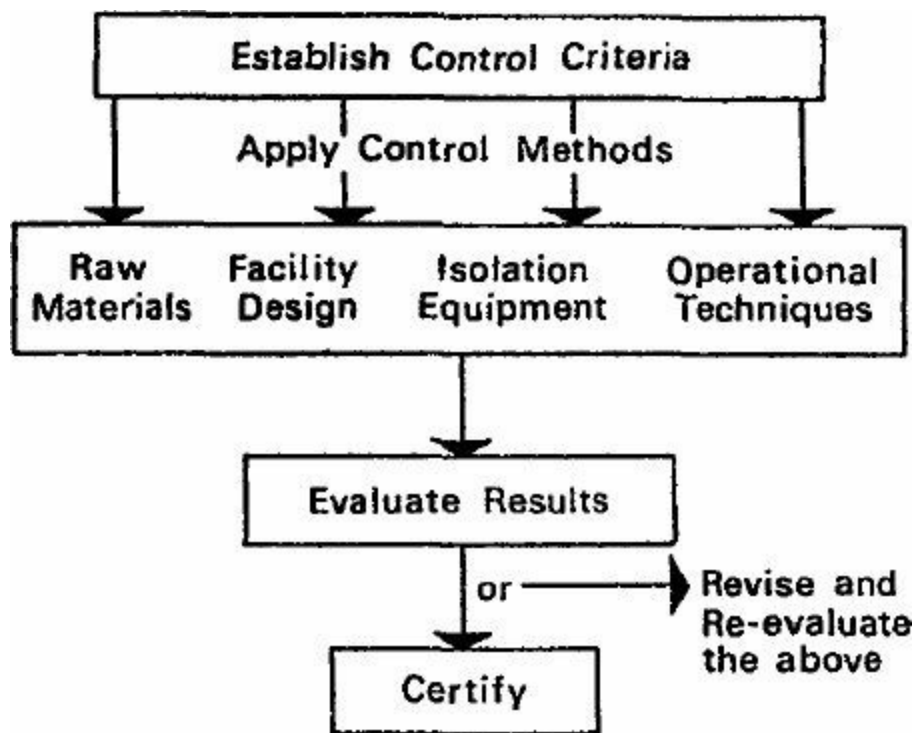 Establish Control Criteria
Apply Control Methods
Raw Materials
Facility Design
Isolation Equipment
Operational Techniques
Evaluate Results
or
Revise and
Re-evaluate
the above
Certify